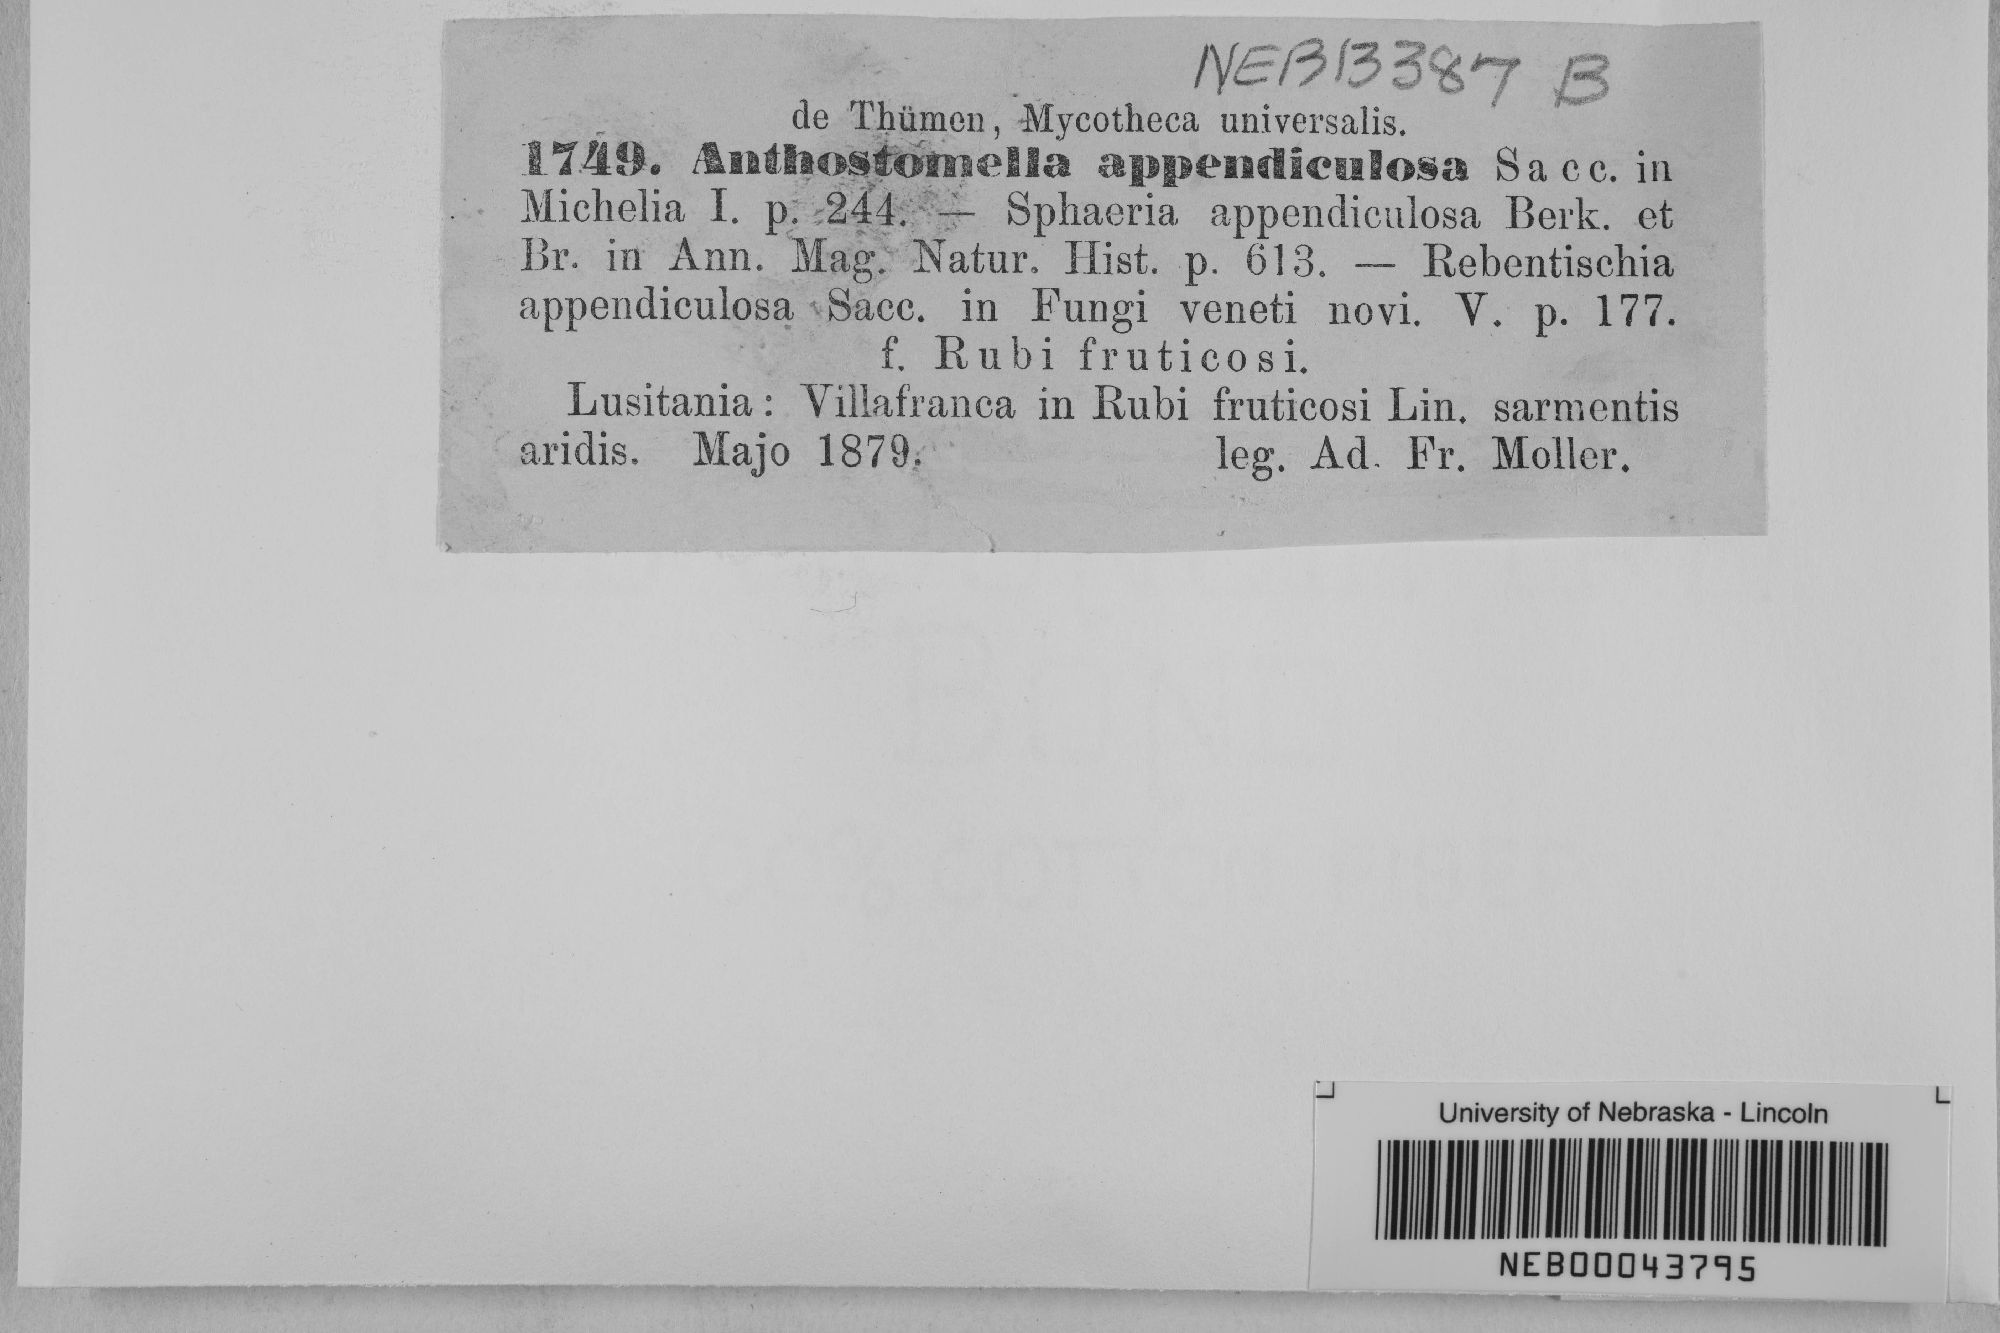 NEBB387 B
de Thümen, Mycotheca universalis.
1749. Anthostomella appendiculosa Sacc. in
Michelia I. p. 244. — Sphaeria appendiculosa Berk. et
Br. in Ann. Mag. Natur. Hist. p. 613. — Rebentischia
appendiculosa Sacc. in Fungi veneti novi. V. p. 177.
f. Rubi fruticosi.
Lusitania: Villafranca in Rubi fruticosi Lin. sarmentis
aridis. Majo 1879. leg. Ad. Fr. Moller.
University of Nebraska - Lincoln
NEB00043795